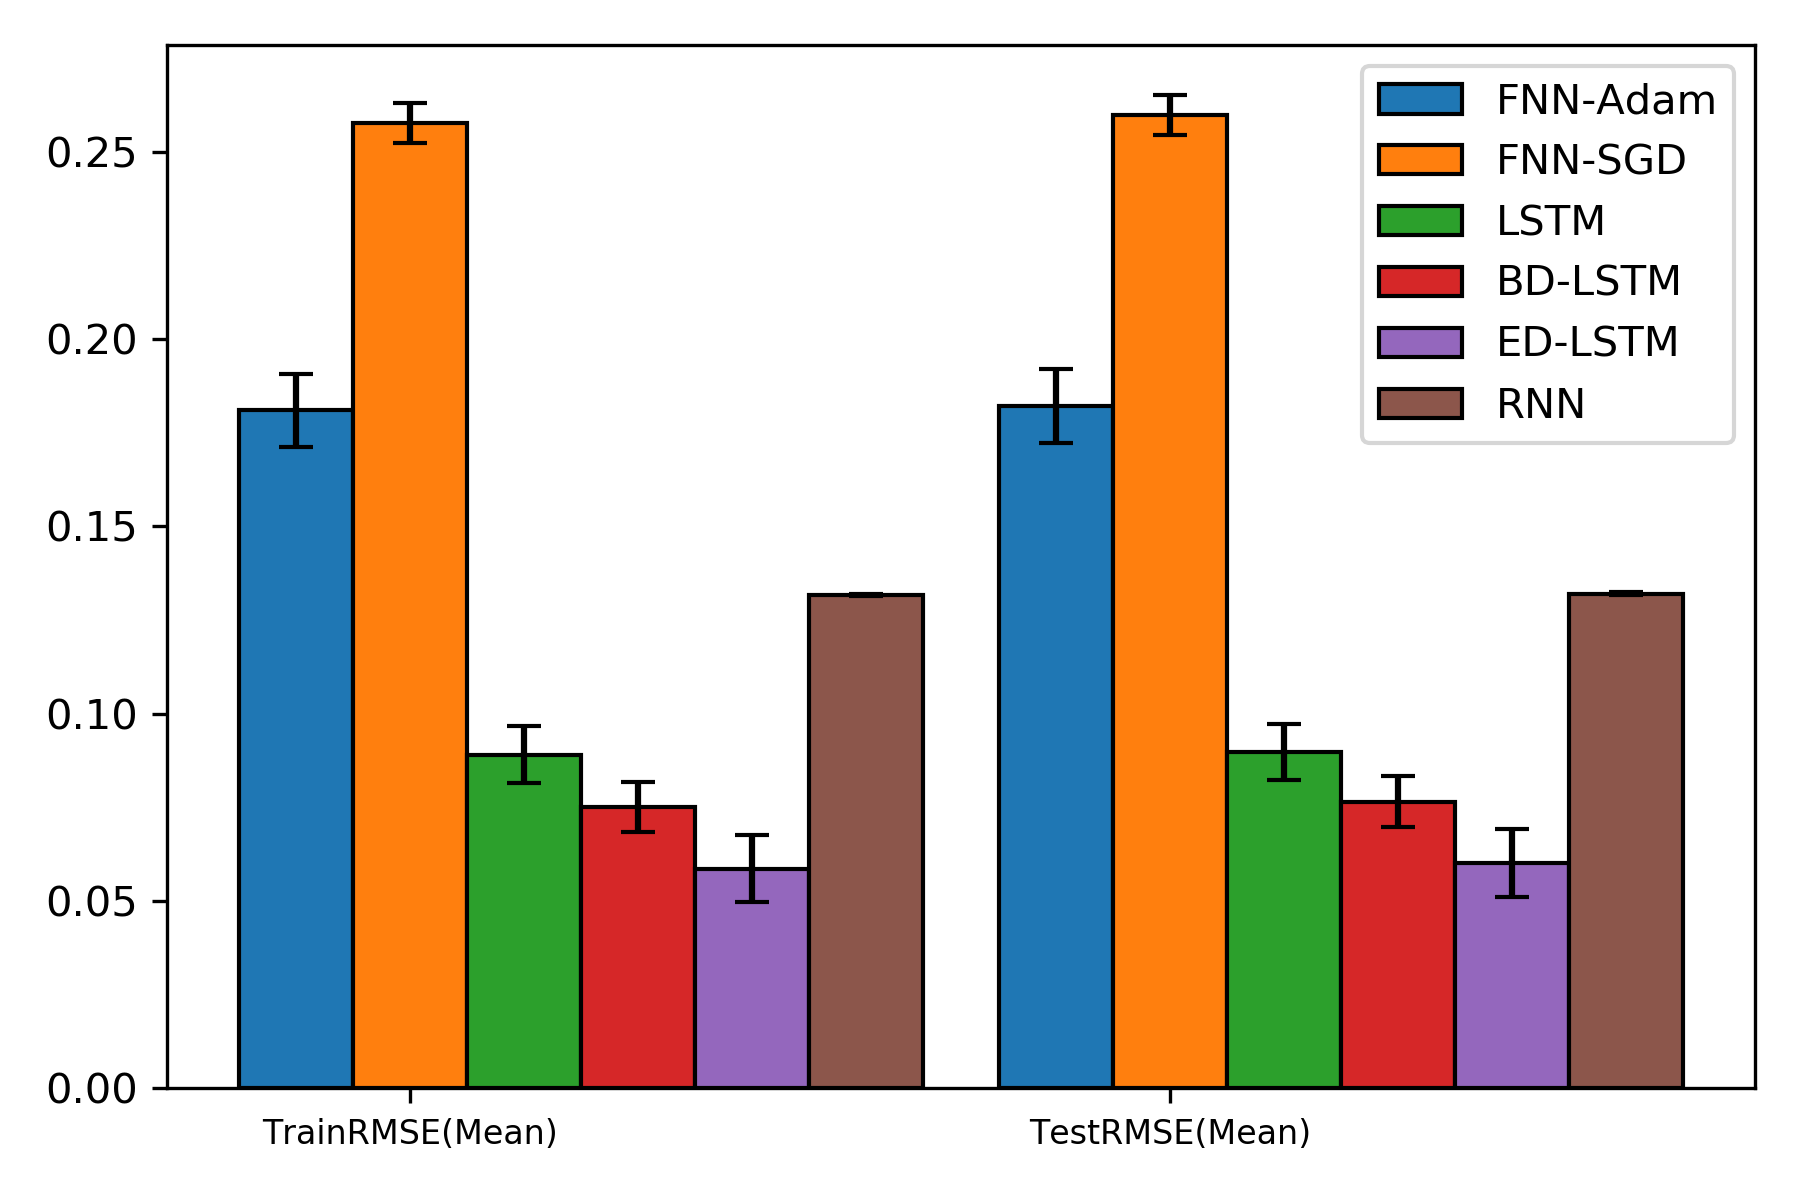 0.25
0.20
0.15
0.10
0.05
0.00
TrainRMSE(Mean)
TestRMSE(Mean)
FNN-Adam
FNN-SGD
LSTM
BD-LSTM
ED-LSTM
RNN